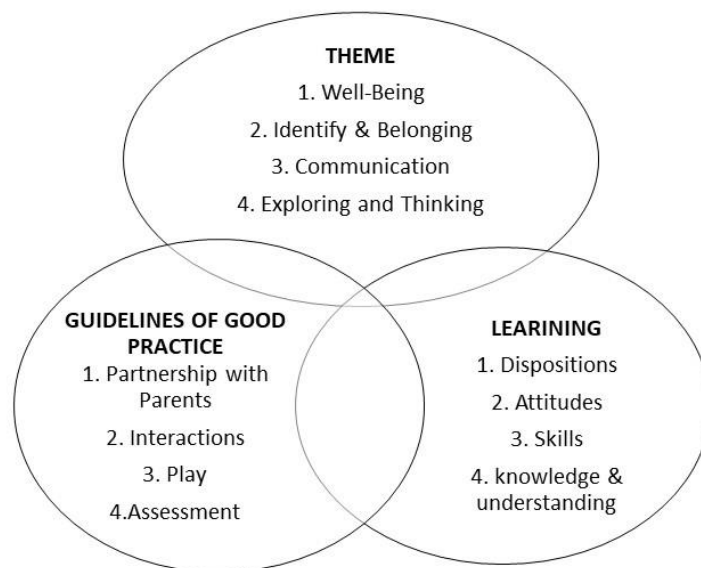 THEME
1. Well-Being
2. Identify & Belonging
3. Communication
4. Exploring and Thinking
GUIDELINES OF GOOD
PRACTICE
1. Partnership with
Parents
2. Interactions
3. Play
4.Assessment
LEARINING
1. Dispositions
2. Attitudes
3. Skills
4. knowledge &
understanding